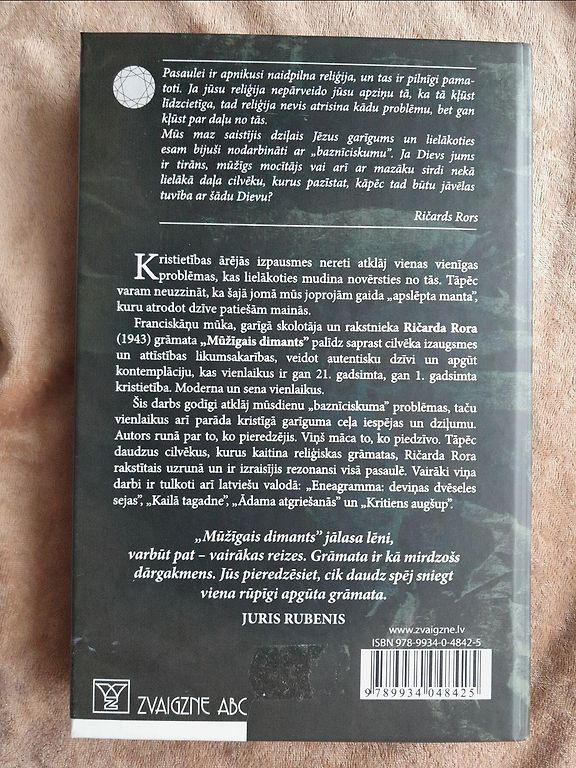 Pasaulei ir apnikusi naidpilna reliģija, un tas ir pilnīgi pama-
toti. Ja jūsu reliģija nepārveido jūsu apziņu tā, ka tā kļūst
līdzcietīga, tad reliģija nevis atrisina kādu problēmu, bet gan
kļūst par daļu no tās.
Mūs maz saistījis dziļais Jēzus garīgums un lielākoties
esam bijuši nodarbināti ar „baznīciskumu”. Ja Dievs jums
ir tirāns, mūžīgs mocītājs vai arī ar mazāku sirdi nekā
lielākā daļa cilvēku, kurus pazīstat, kāpēc tad būtu jāvēlas
tuvība ar šādu Dievu?
Ričards Rors
Kristietības ārējās izpausmes nereti atklāj vienas vienīgas
problēmas, kas lielākoties mudina novērsties no tās. Tāpēc
varam neuzzināt, ka šajā jomā mūs joprojām gaida „apslēpta manta”,
kuru atrodot dzīve patiešām mainās.
Franciskāņu mūka, garīgā skolotāja un rakstnieka Ričarda Rora
(1943) grāmata „Mūžīgais dimants” palīdz saprast cilvēka izaugsmes
un attīstības likumsakarības, veidot autentisku dzīvi un apgūt
kontemplāciju, kas vienlaikus ir gan 21. gadsimta, gan 1. gadsimta
kristietība. Moderna un sena vienlaikus.
Šis darbs godīgi atklāj mūsdienu „baznīciskuma” problēmas, taču
vienlaikus arī parāda kristīgā garīguma ceļa iespējas un dziļumu.
Autors runā par to, ko pieredzējis. Viņš māca to, ko piedzīvo. Tāpēc
daudzus cilvēkus, kurus kaitina reliģiskas grāmatas, Ričarda Rora
rakstītais uzrunā un ir izraisījis rezonansi visā pasaulē. Vairāki viņa
darbi ir tulkoti arī latviešu valodā: „Eneagramma: deviņas dvēseles
sejas”, „Kailā tagadne”, „Ādama atgriešanās” un „Kritiens augšup”.
„Mūžīgais dimants” jālasa lēni,
varbūt pat – vairākas reizes. Grāmata ir kā mirdzošs
dārgakmens. Jūs pieredzēsiet, cik daudz spēj sniegt
viena rūpīgi apgūta grāmata.
JURIS RUBENIS
www.zvaigzne.lv
ISBN 978-9934-0-4842-5
9 789934 048425
ZVAIGZNE ABC